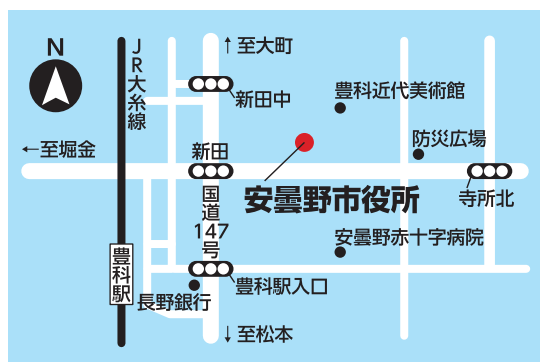 N
JR大糸線
↑至大町
新田中
豊科近代美術館
防災広場
←至堀金
新田
寺所北
安曇野市役所
国道147号
安曇野赤十字病院
豊科駅
豊科駅入口
長野銀行
↓至松本